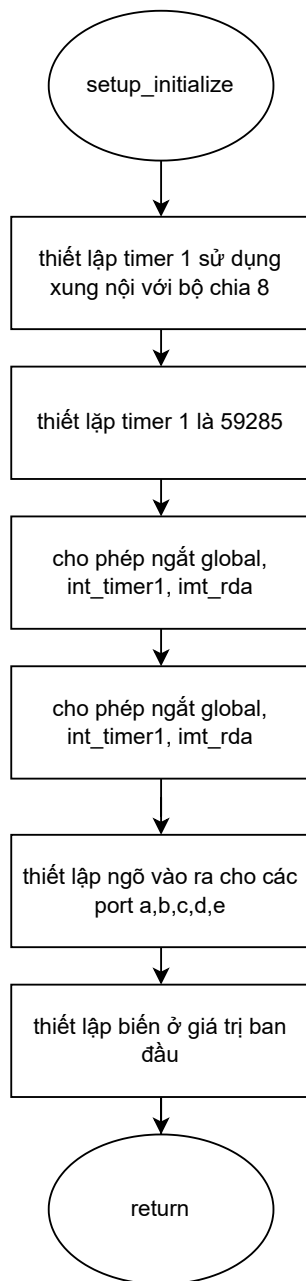 setup_initialize
thiết lập timer 1 sử dụng
xung nội với bộ chia 8
thiết lặp timer 1 là 59285
cho phép ngắt global,
int_timer1, imt_rda
cho phép ngắt global,
int_timer1, imt_rda
thiết lập ngõ vào ra cho các
port a,b,c,d,e
thiết lập biến ở giá trị ban
đầu
return